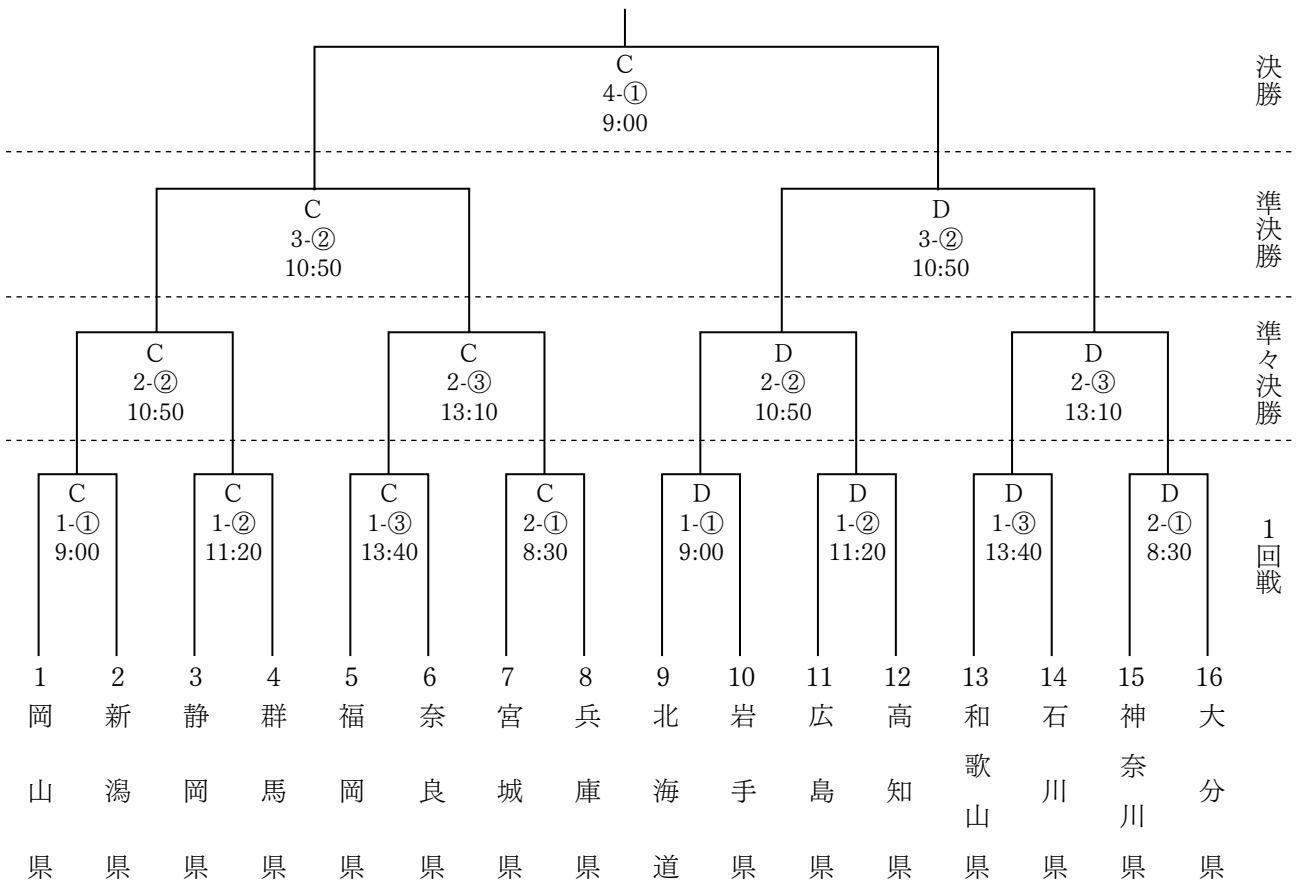 C
4-①
9:00
決勝
C
3-②
10:50
D
3-②
10:50
準決勝
C
2-②
10:50
C
2-③
13:10
D
2-②
10:50
D
2-③
13:10
準々決勝
C
1-①
9:00
C
1-②
11:20
C
1-③
13:40
C
2-①
8:30
D
1-①
9:00
D
1-②
11:20
D
1-③
13:40
D
2-①
8:30
1回戦
1
岡山県
2
新潟県
3
静岡県
4
群馬県
5
福岡県
6
奈良県
7
宮城県
8
兵庫県
9
北海道
10
岩手県
11
広島県
12
高知県
13
和歌山県
14
石川県
15
神奈川県
16
大分県